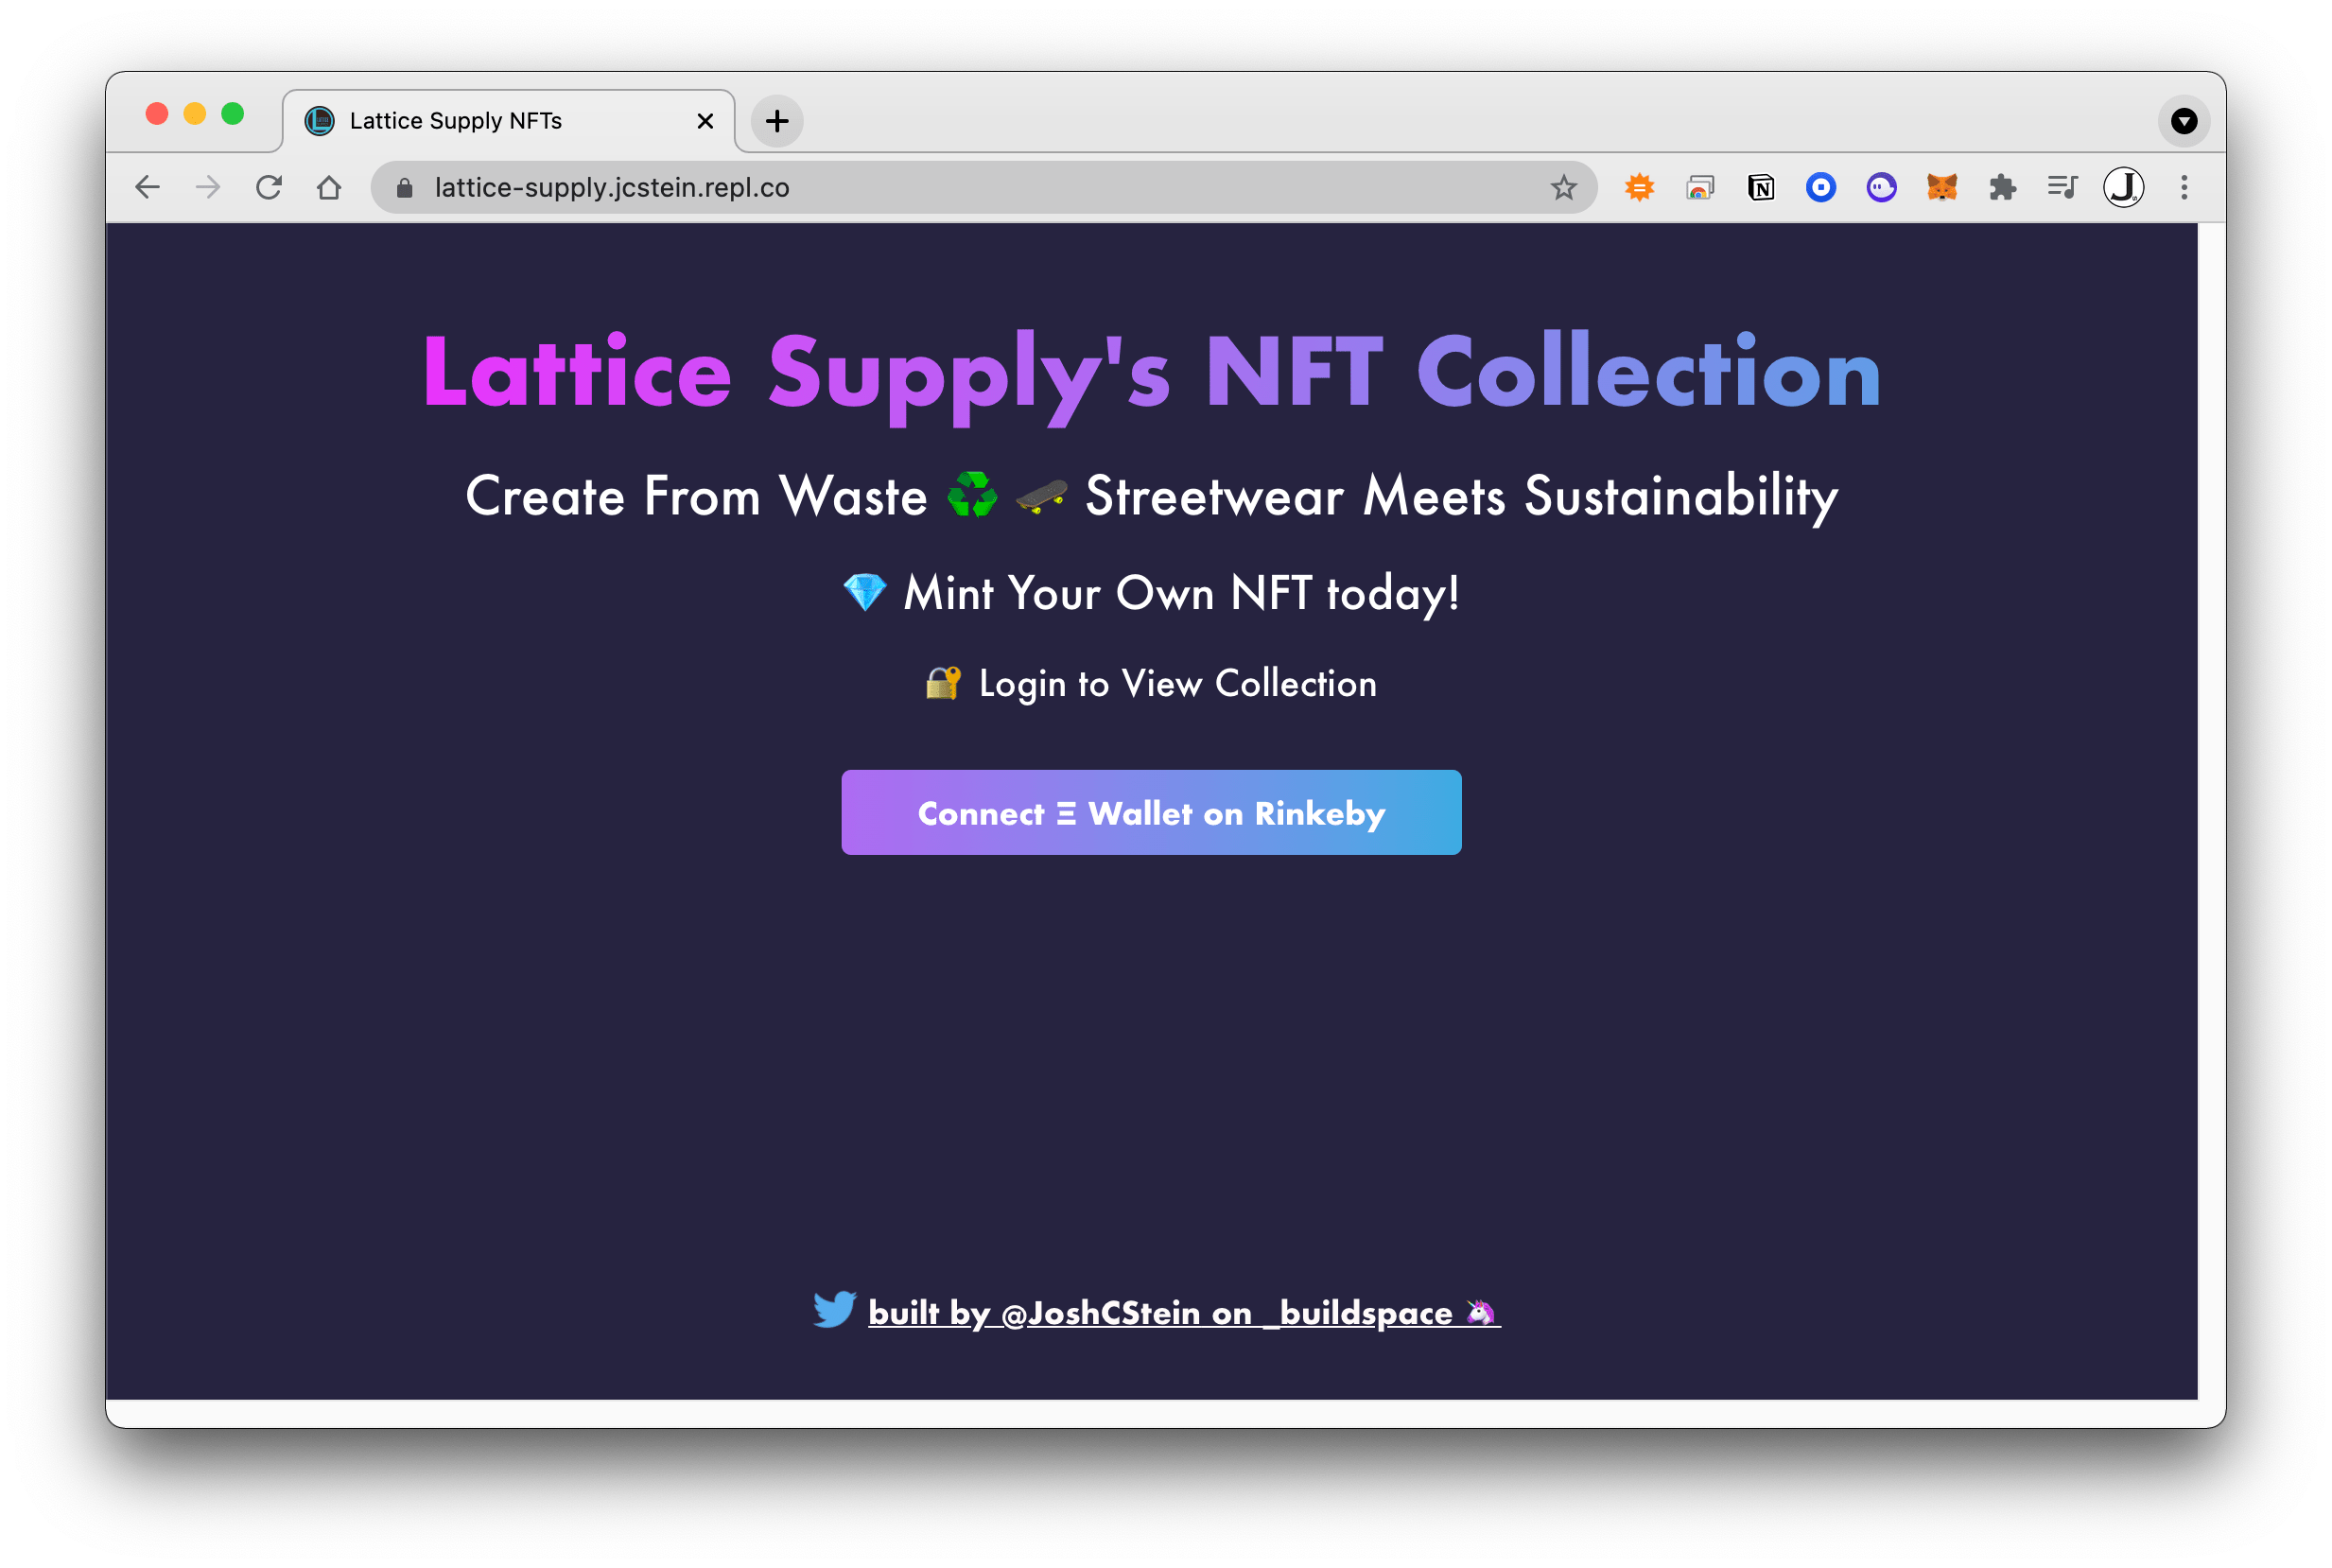 Lattice Supply NFTs
lattice-supply.jcstein.repl.co
Lattice Supply's NFT Collection
Create From Waste ♻️ 🛹 Streetwear Meets Sustainability
💎 Mint Your Own NFT today!
🔐 Login to View Collection
Connect Ξ Wallet on Rinkeby
built by @JoshCStein on _buildspace 🦄